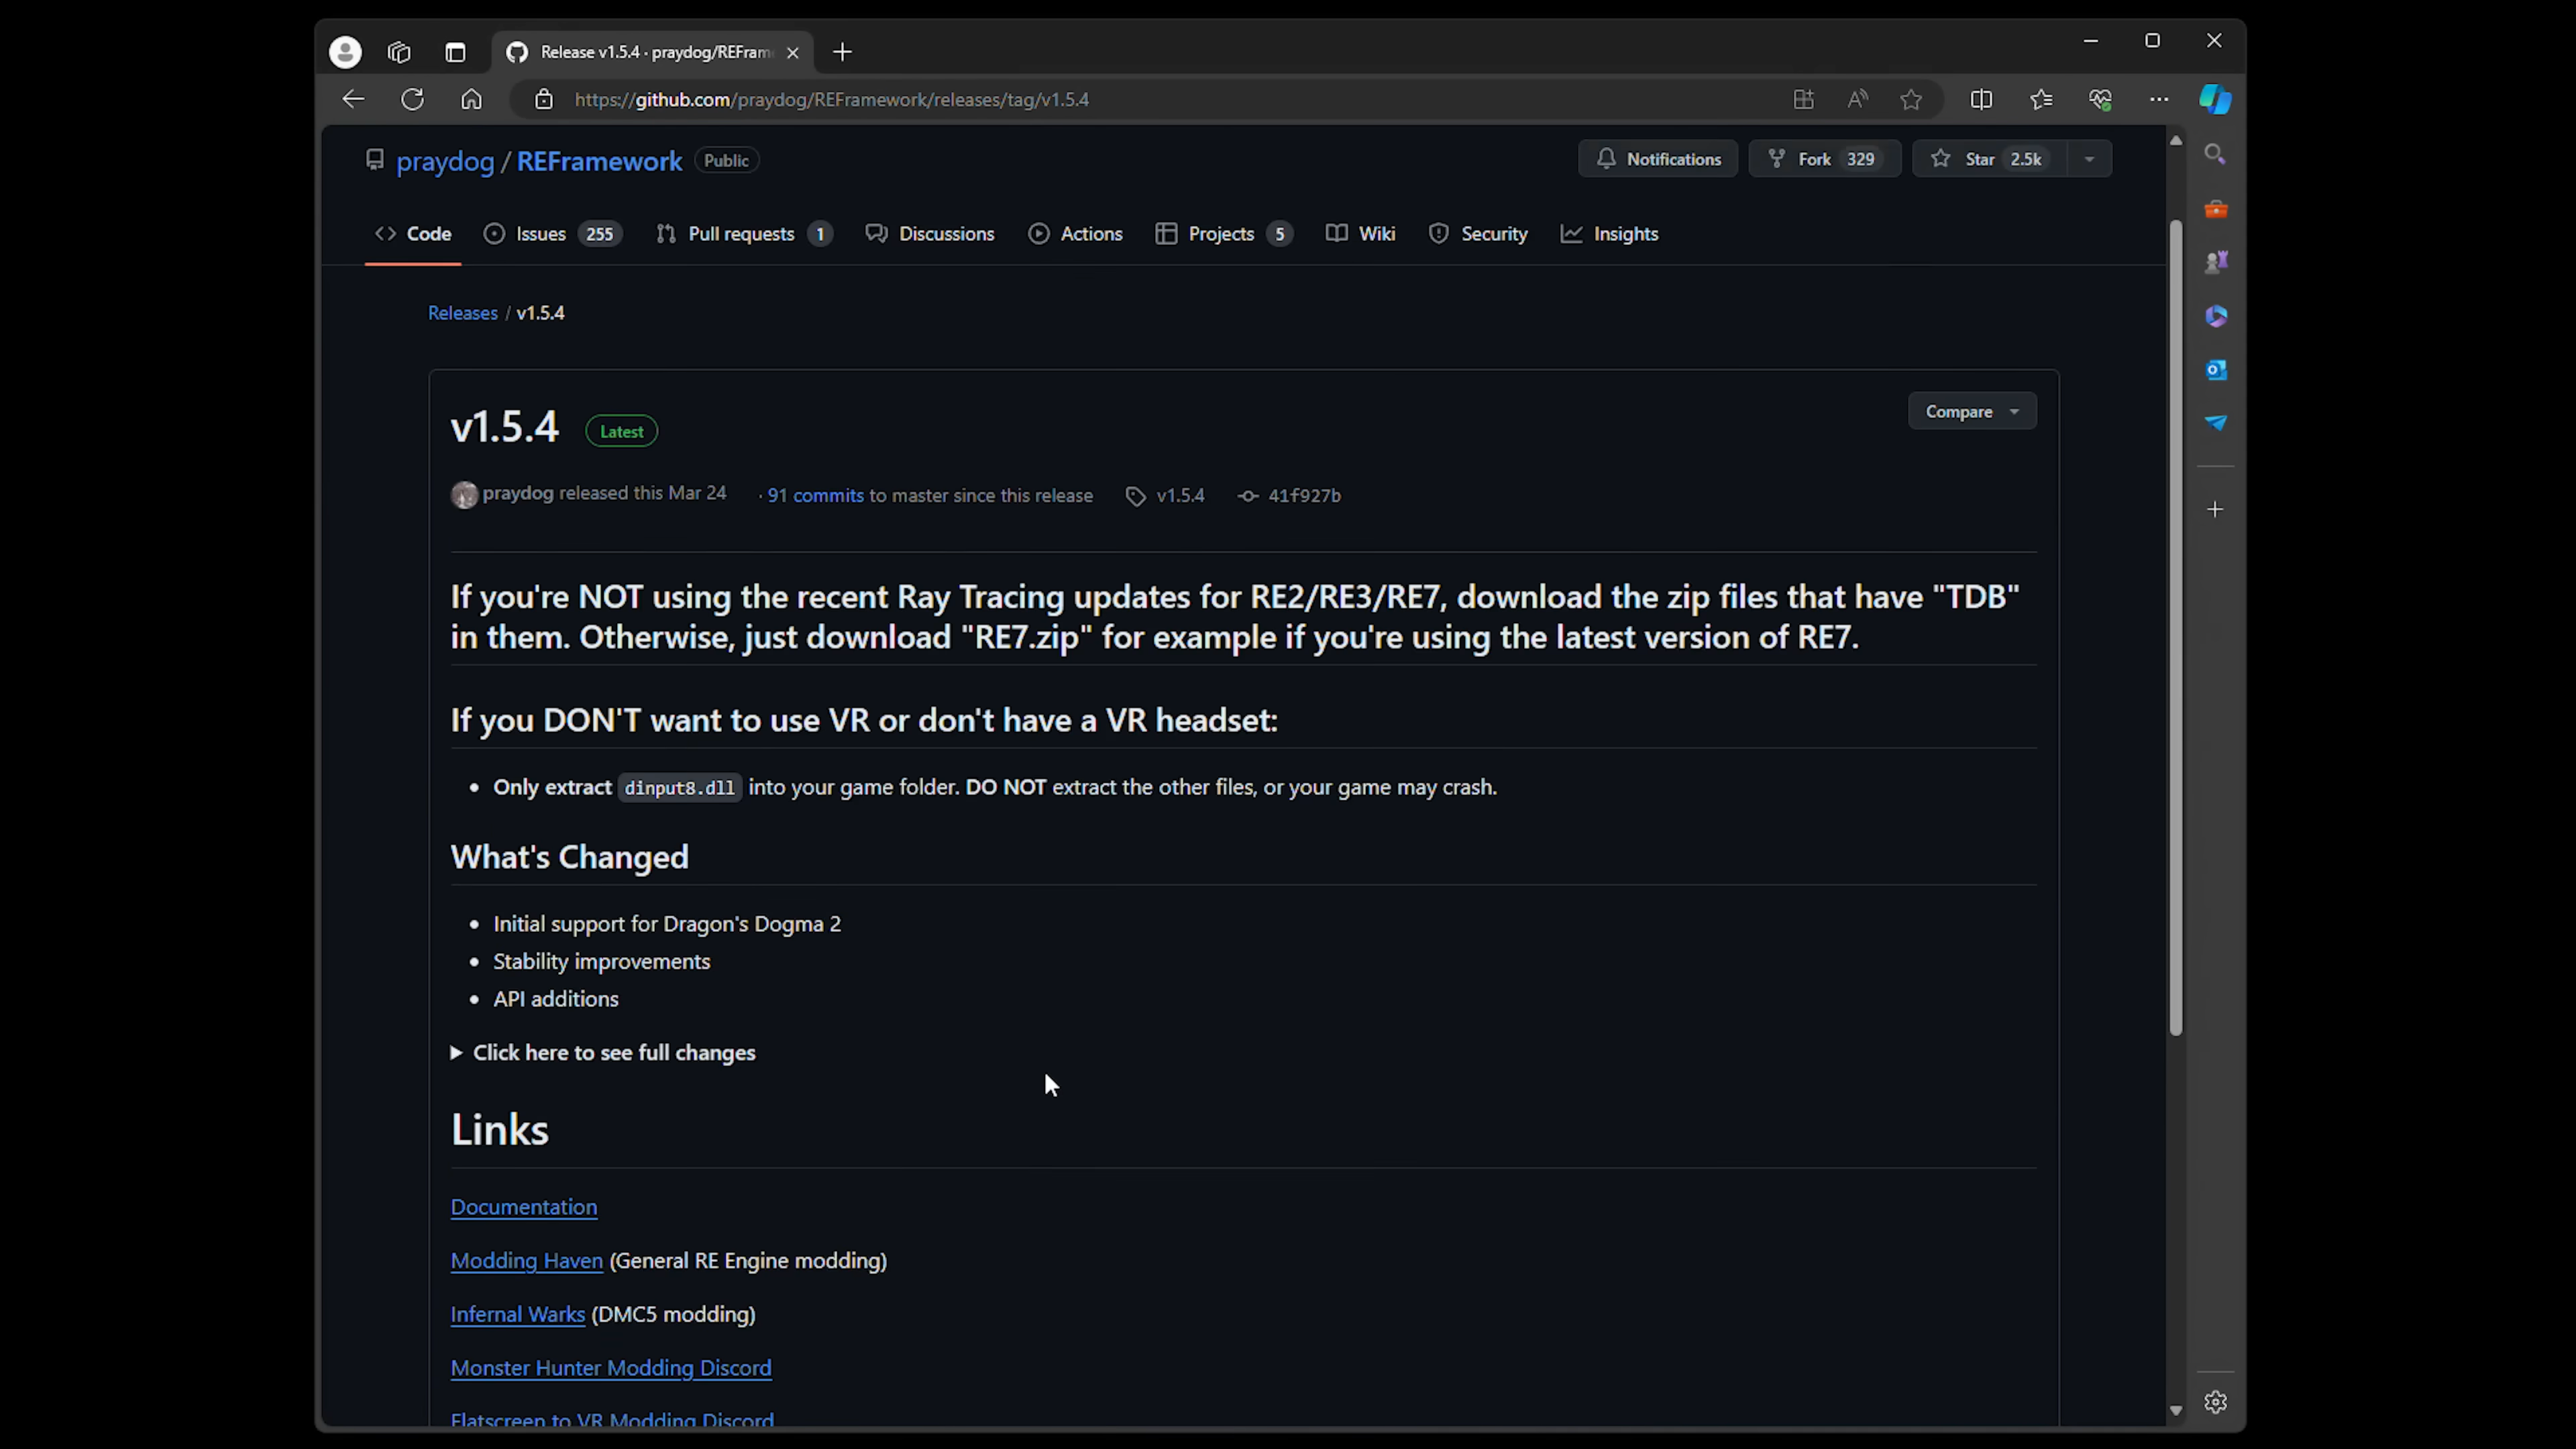 Release v1.5.4 · praydog/REFram
https://github.com/praydog/REFramework/releases/tag/v1.5.4
praydog / REFramework Public
Notifications
Fork 329
Star 2.5k
Code
Issues 255
Pull requests 1
Discussions
Actions
Projects 5
Wiki
Security
Insights
Releases / v1.5.4
v1.5.4 Latest
Compare
praydog released this Mar 24 · 91 commits to master since this release v1.5.4 41f927b
If you're NOT using the recent Ray Tracing updates for RE2/RE3/RE7, download the zip files that have "TDB"
in them. Otherwise, just download "RE7.zip" for example if you're using the latest version of RE7.
If you DON'T want to use VR or don't have a VR headset:
• Only extract dinput8.dll into your game folder. DO NOT extract the other files, or your game may crash.
What's Changed
• Initial support for Dragon's Dogma 2
• Stability improvements
• API additions
Click here to see full changes
Links
Documentation
Modding Haven (General RE Engine modding)
Infernal Warks (DMC5 modding)
Monster Hunter Modding Discord
Flatscreen to VR Modding Discord